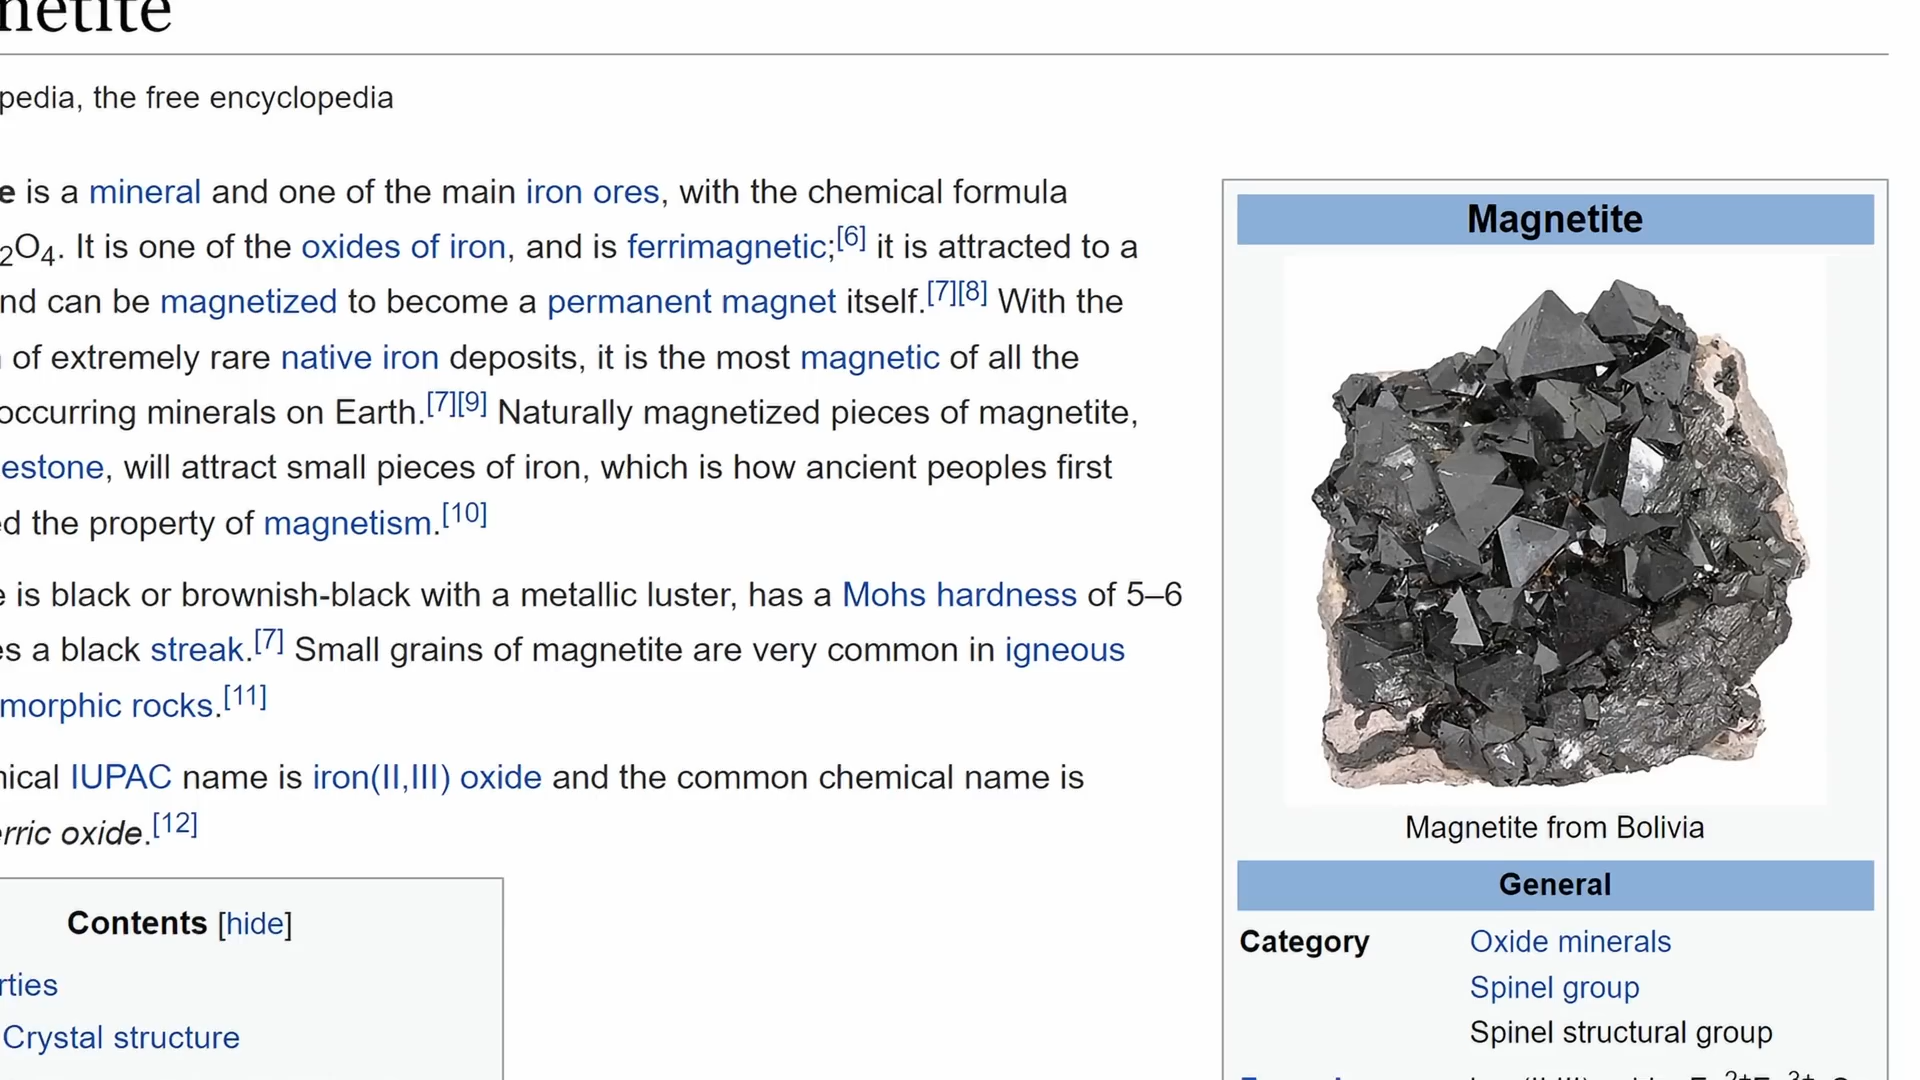 netite
pedia, the free encyclopedia
e is a mineral and one of the main iron ores, with the chemical formula
2O4. It is one of the oxides of iron, and is ferrimagnetic;[6] it is attracted to a
nd can be magnetized to become a permanent magnet itself.[7][8] With the
of extremely rare native iron deposits, it is the most magnetic of all the
occurring minerals on Earth.[7][9] Naturally magnetized pieces of magnetite,
estone, will attract small pieces of iron, which is how ancient peoples first
ed the property of magnetism.[10]
e is black or brownish-black with a metallic luster, has a Mohs hardness of 5–6
es a black streak.[7] Small grains of magnetite are very common in igneous
morphic rocks.[11]
nical IUPAC name is iron(II,III) oxide and the common chemical name is
erric oxide.[12]
Contents [hide]
rties
Crystal structure
Magnetite
Magnetite from Bolivia
General
Category Oxide minerals
Spinel group
Spinel structural group